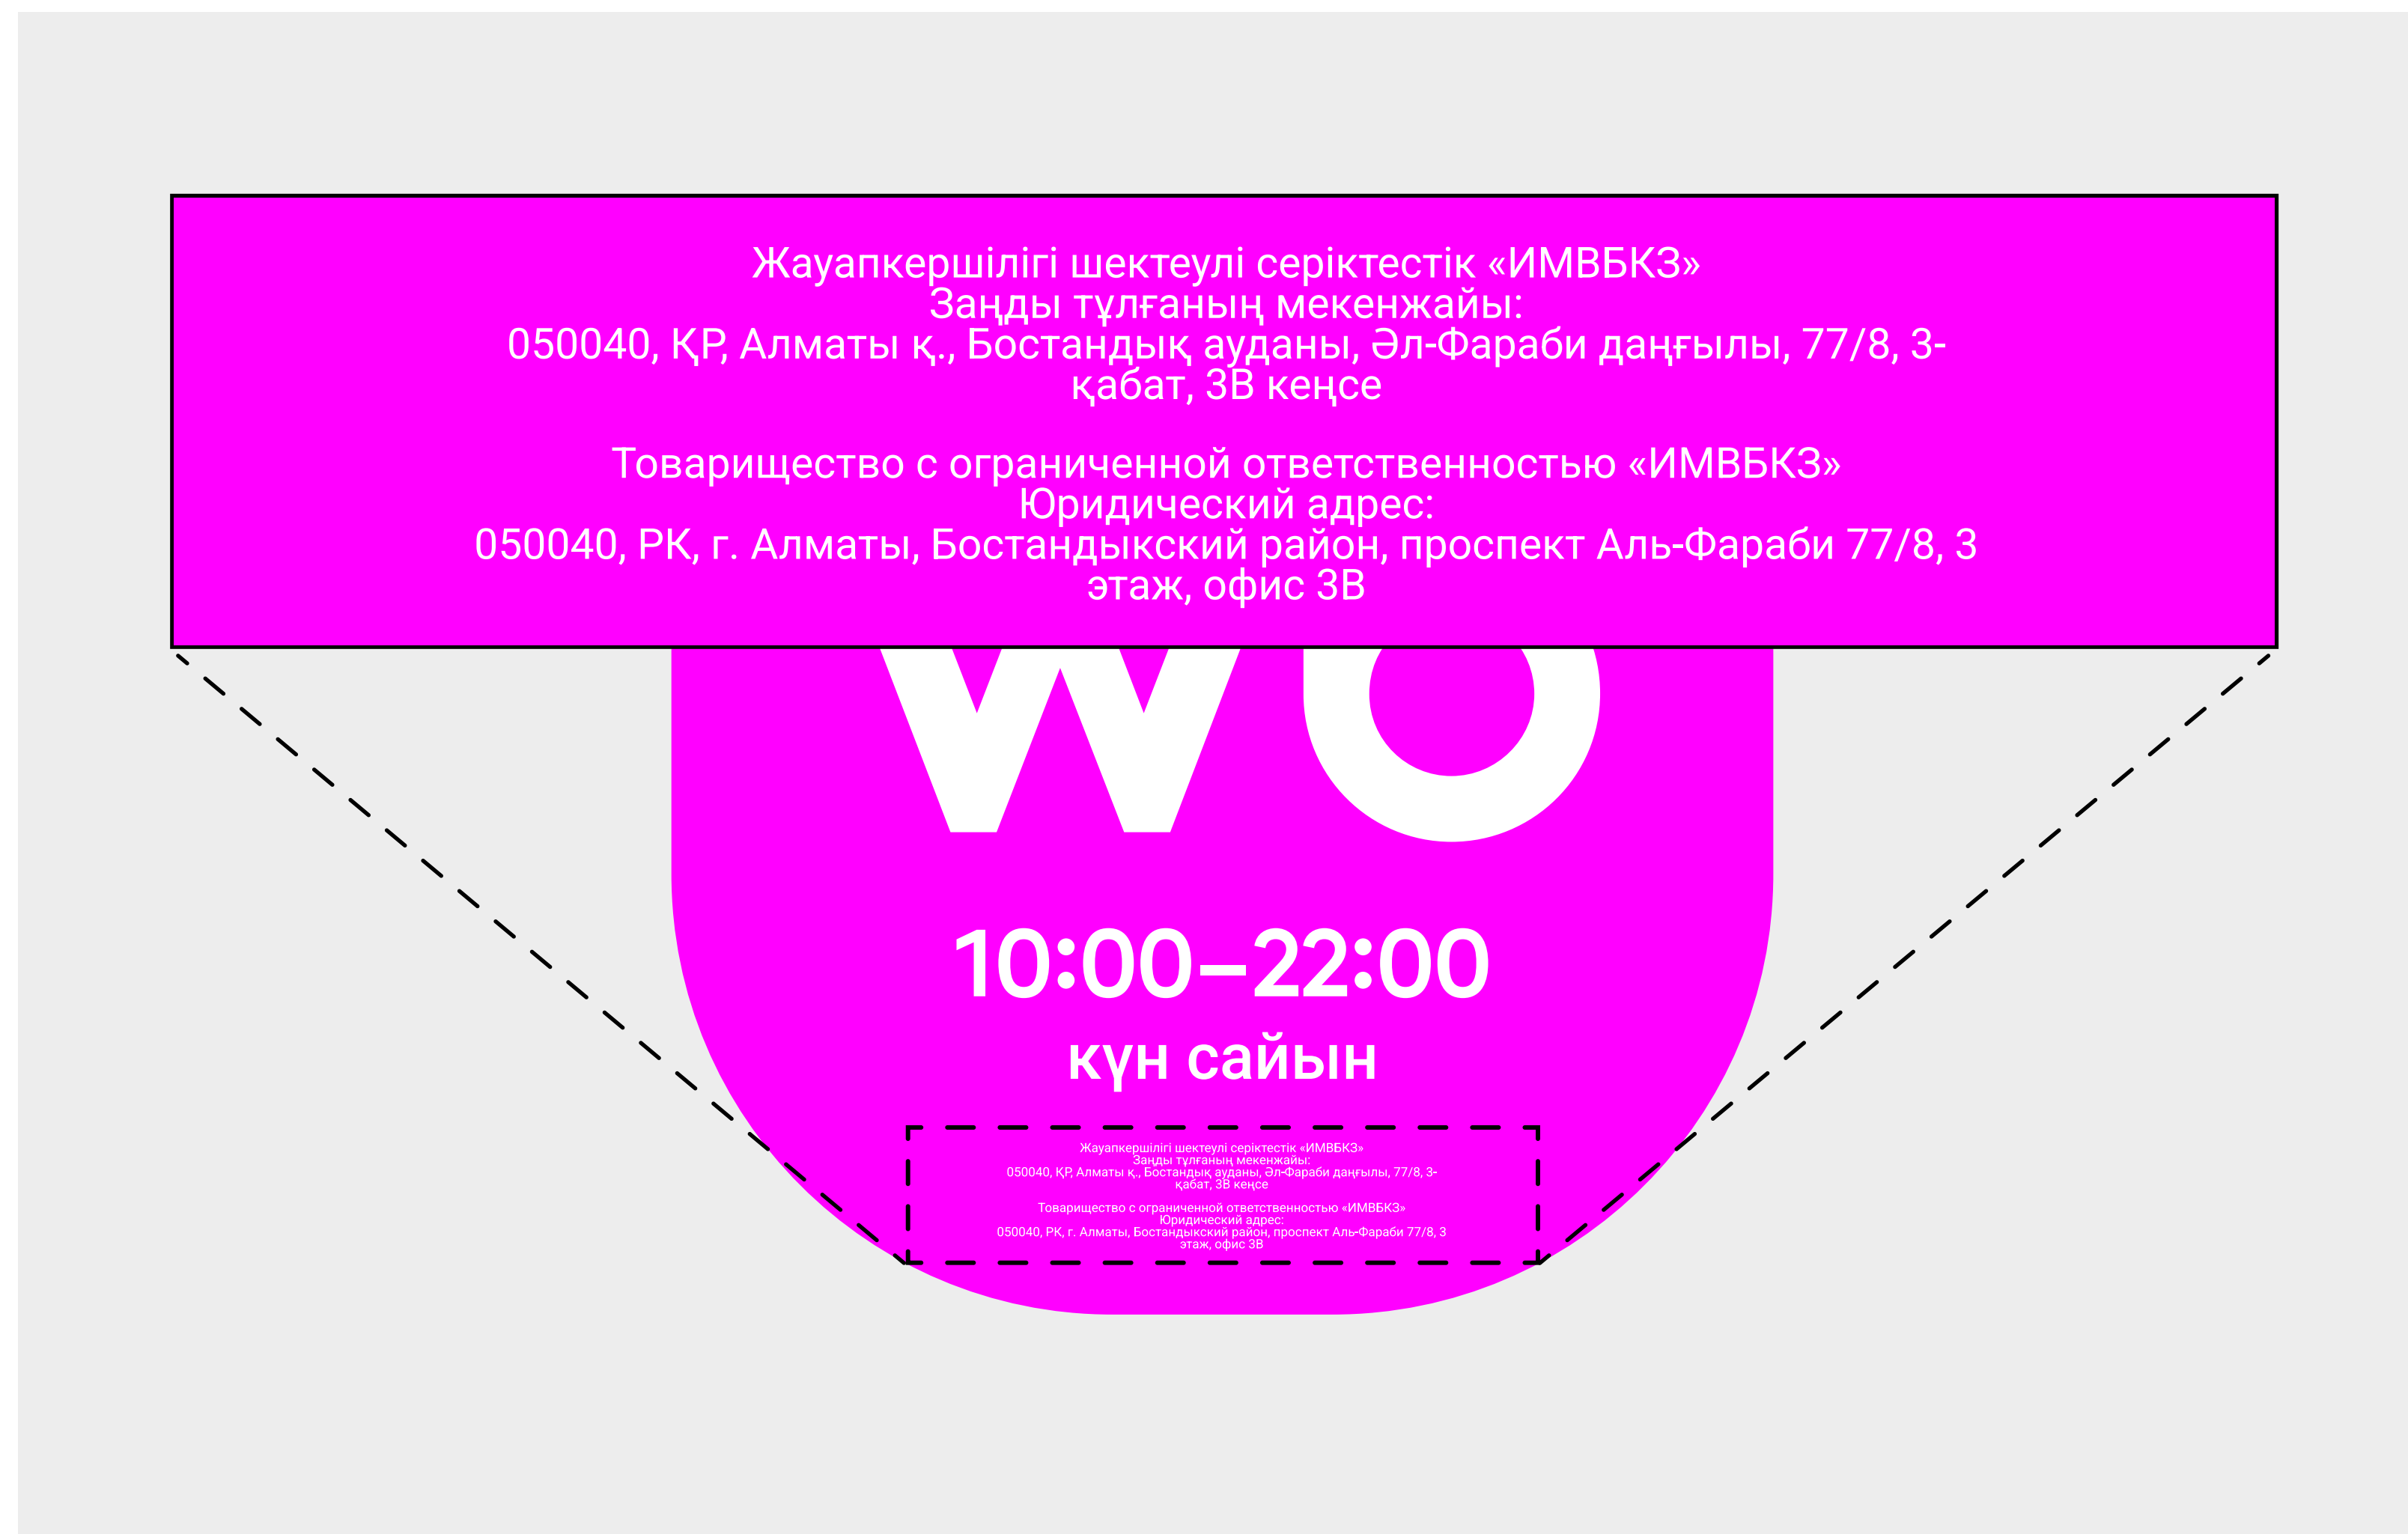 Жауапкершілігі шектеулі серіктестік «ИМВБКЗ»
Заңды тұлғаның мекенжайы:
050040, ҚР, Алматы қ., Бостандық ауданы, Әл-Фараби даңғылы, 77/8, 3-
қабат, 3В кеңсе
Товарищество с ограниченной ответственностью «ИМВБКЗ»
Юридический адрес:
050040, РК, г. Алматы, Бостандыкский район, проспект Аль-Фараби 77/8, 3
этаж, офис 3В
10:00–22:00
күн сайын
Жауапкершілігі шектеулі серіктестік «ИМВБКЗ»
Заңды тұлғаның мекенжайы:
050040, ҚР, Алматы қ., Бостандық ауданы, Әл-Фараби даңғылы, 77/8, 3-
қабат, 3В кеңсе
Товарищество с ограниченной ответственностью «ИМВБКЗ»
Юридический адрес:
050040, РК, г. Алматы, Бостандыкский район, проспект Аль-Фараби 77/8, 3
этаж, офис 3В